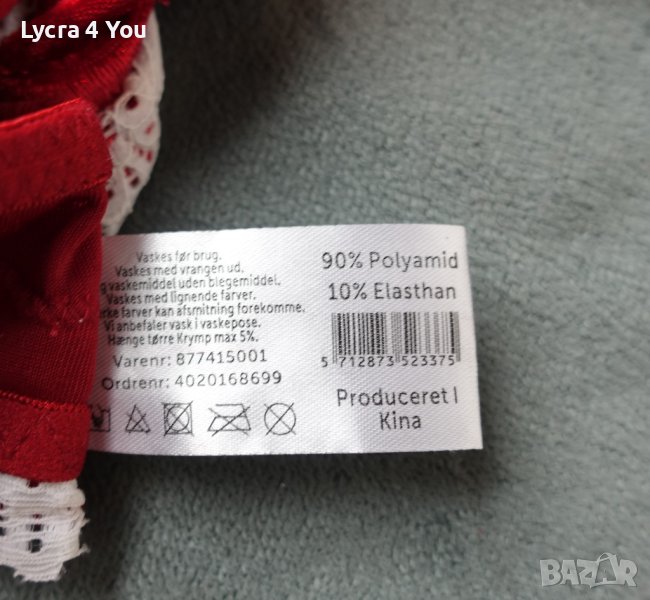 Lycra 4 You
Vaskes før brug.
Vaskes med vrangen ud.
vaskemiddel uden blegemiddel.
Vaskes med lignende farver.
farver kan afsmitning forekomme.
Vi anbefaler vask i vaskepose.
Hænge tørre Krymp max 5%.
Varenr: 877415001
Ordrenr: 4020168699
90% Polyamid
10% Elasthan
5 712873 523375
Produceret I
Kina
BAZAR